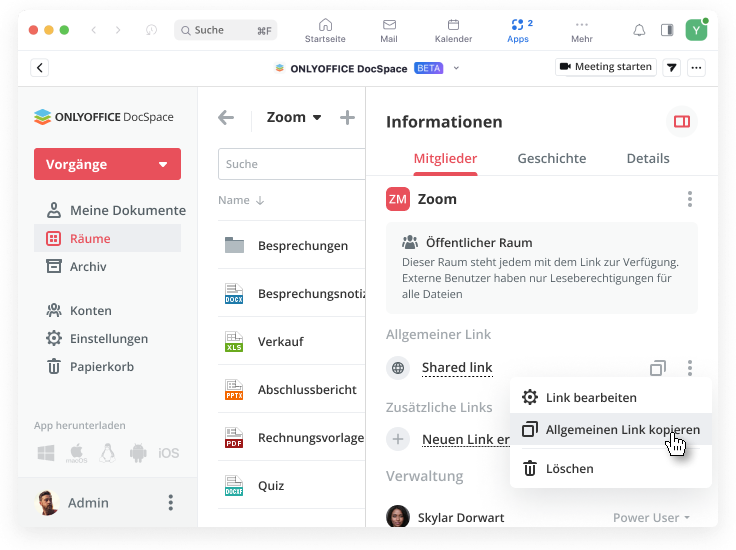 Suche ⌘F
Startseite
Mail
Kalender
2
Apps
Mehr
Y
ONLYOFFICE DocSpace BETA
Meeting starten
ONLYOFFICE DocSpace
Vorgänge
Meine Dokumente
Räume
Archiv
Konten
Einstellungen
Papierkorb
App herunterladen
macOS
iOS
Admin
Zoom
Suche
Name
Besprechungen
DOCX
Besprechungsnotiz
XLS
Verkauf
PPTX
Abschlussbericht
PDF
Rechnungsvorlage
DOCXF
Quiz
Informationen
Mitglieder Geschichte Details
ZM Zoom
Öffentlicher Raum
Dieser Raum steht jedem mit dem Link zur Verfügung.
Externe Benutzer haben nur Leseberechtigungen für
alle Dateien
Allgemeiner Link
Shared link
Zusätzliche Links
Neuen Link er
Link bearbeiten
Allgemeinen Link kopieren
Löschen
Verwaltung
Skylar Dorwart Power User